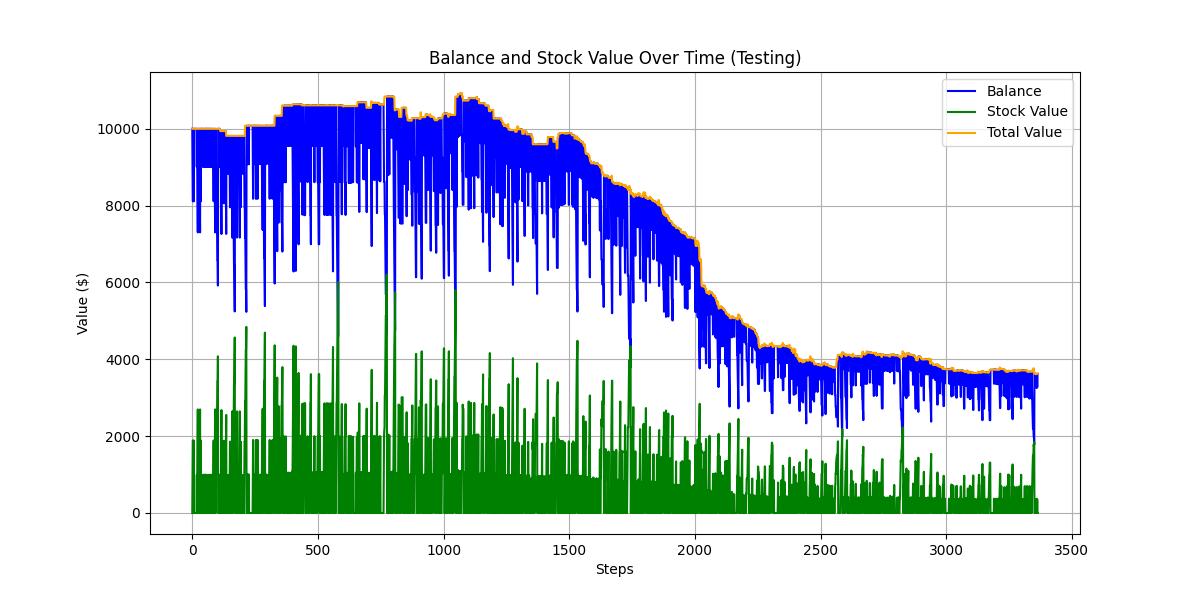 Balance and Stock Value Over Time (Testing)
Balance
Stock Value
Total Value
Value ($)
10000
8000
6000
4000
2000
0
0 500 1000 1500 2000 2500 3000 3500
Steps